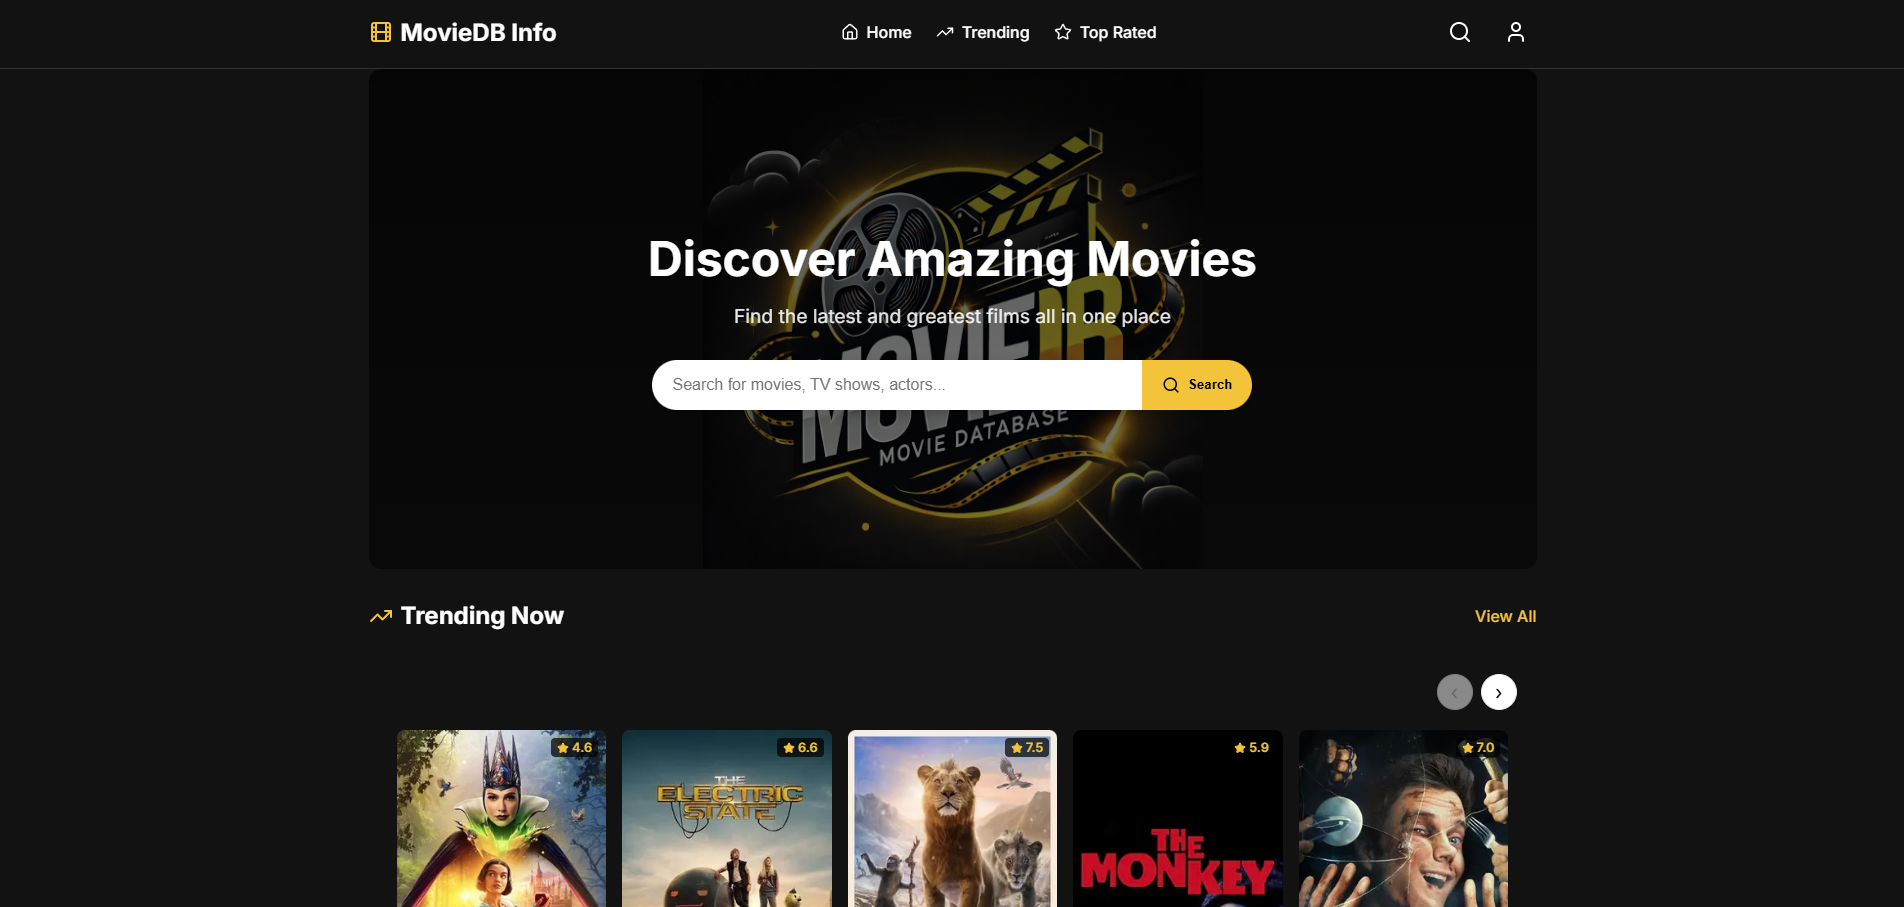 MovieDB Info
Home
Trending
Top Rated
Discover Amazing Movies
Find the latest and greatest films all in one place
Search for movies, TV shows, actors...
Search
MOVIE DATABASE
Trending Now
View All
4.6
6.6
7.5
5.9
7.0
THE
ELECTRIC
STATE
THE
MONKEY